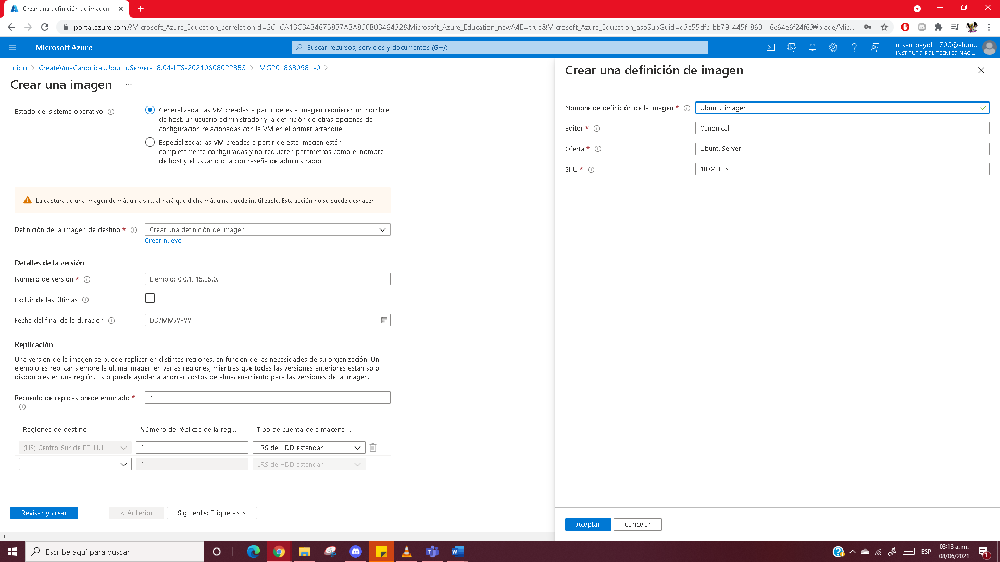 Crear una definición de imagen -
portal.azure.com/?Microsoft_Azure_Education_correlationId=2C1CA1BCB4B4675837ABA800B0B46432&Microsoft_Azure_Education_newA4E=true&Microsoft_Azure_Education_asoSubGuid=d3e55dfc-bb79-445f-8631-6c64e6f24f63#blade/Mic...
Microsoft Azure
Buscar recursos, servicios y documentos (G+/)
msampayoh1700@alum...
INSTITUTO POLITECNICO NACI...
Inicio > CreateVm-Canonical.UbuntuServer-18.04-LTS-20210608022353 > IMG2018630981-0 >
Crear una imagen ...
Estado del sistema operativo
Generalizada: las VM creadas a partir de esta imagen requieren un nombre
de host, un usuario administrador y la definición de otras opciones de
configuración relacionadas con la VM en el primer arranque.
Especializada: las VM creadas a partir de esta imagen están
completamente configuradas y no requieren parámetros como el nombre
de host y el usuario o la contraseña de administrador.
La captura de una imagen de máquina virtual hará que dicha máquina quede inutilizable. Esta acción no se puede deshacer.
Definición de la imagen de destino *
Crear una definición de imagen
Crear nuevo
Detalles de la versión
Número de versión *
Ejemplo: 0.0.1, 15.35.0.
Excluir de las últimas
Fecha del final de la duración
DD/MM/YYYY
Replicación
Una versión de la imagen se puede replicar en distintas regiones, en función de las necesidades de su organización. Un
ejemplo es replicar siempre la última imagen en varias regiones, mientras que todas las versiones anteriores están solo
disponibles en una región. Esto puede ayudar a ahorrar costos de almacenamiento para las versiones de la imagen.
Recuento de réplicas predeterminado *
1
Regiones de destino Número de réplicas de la regi... Tipo de cuenta de almacena...
(US) Centro-Sur de EE. UU. 1 LRS de HDD estándar
1 LRS de HDD estándar
Revisar y crear
< Anterior
Siguiente: Etiquetas >
Crear una definición de imagen
Nombre de definición de la imagen *
Ubuntu-imagen
Editor *
Canonical
Oferta *
UbuntuServer
SKU *
18.04-LTS
Aceptar
Cancelar
Escribe aquí para buscar
ESP
03:13 a. m.
08/06/2021
1